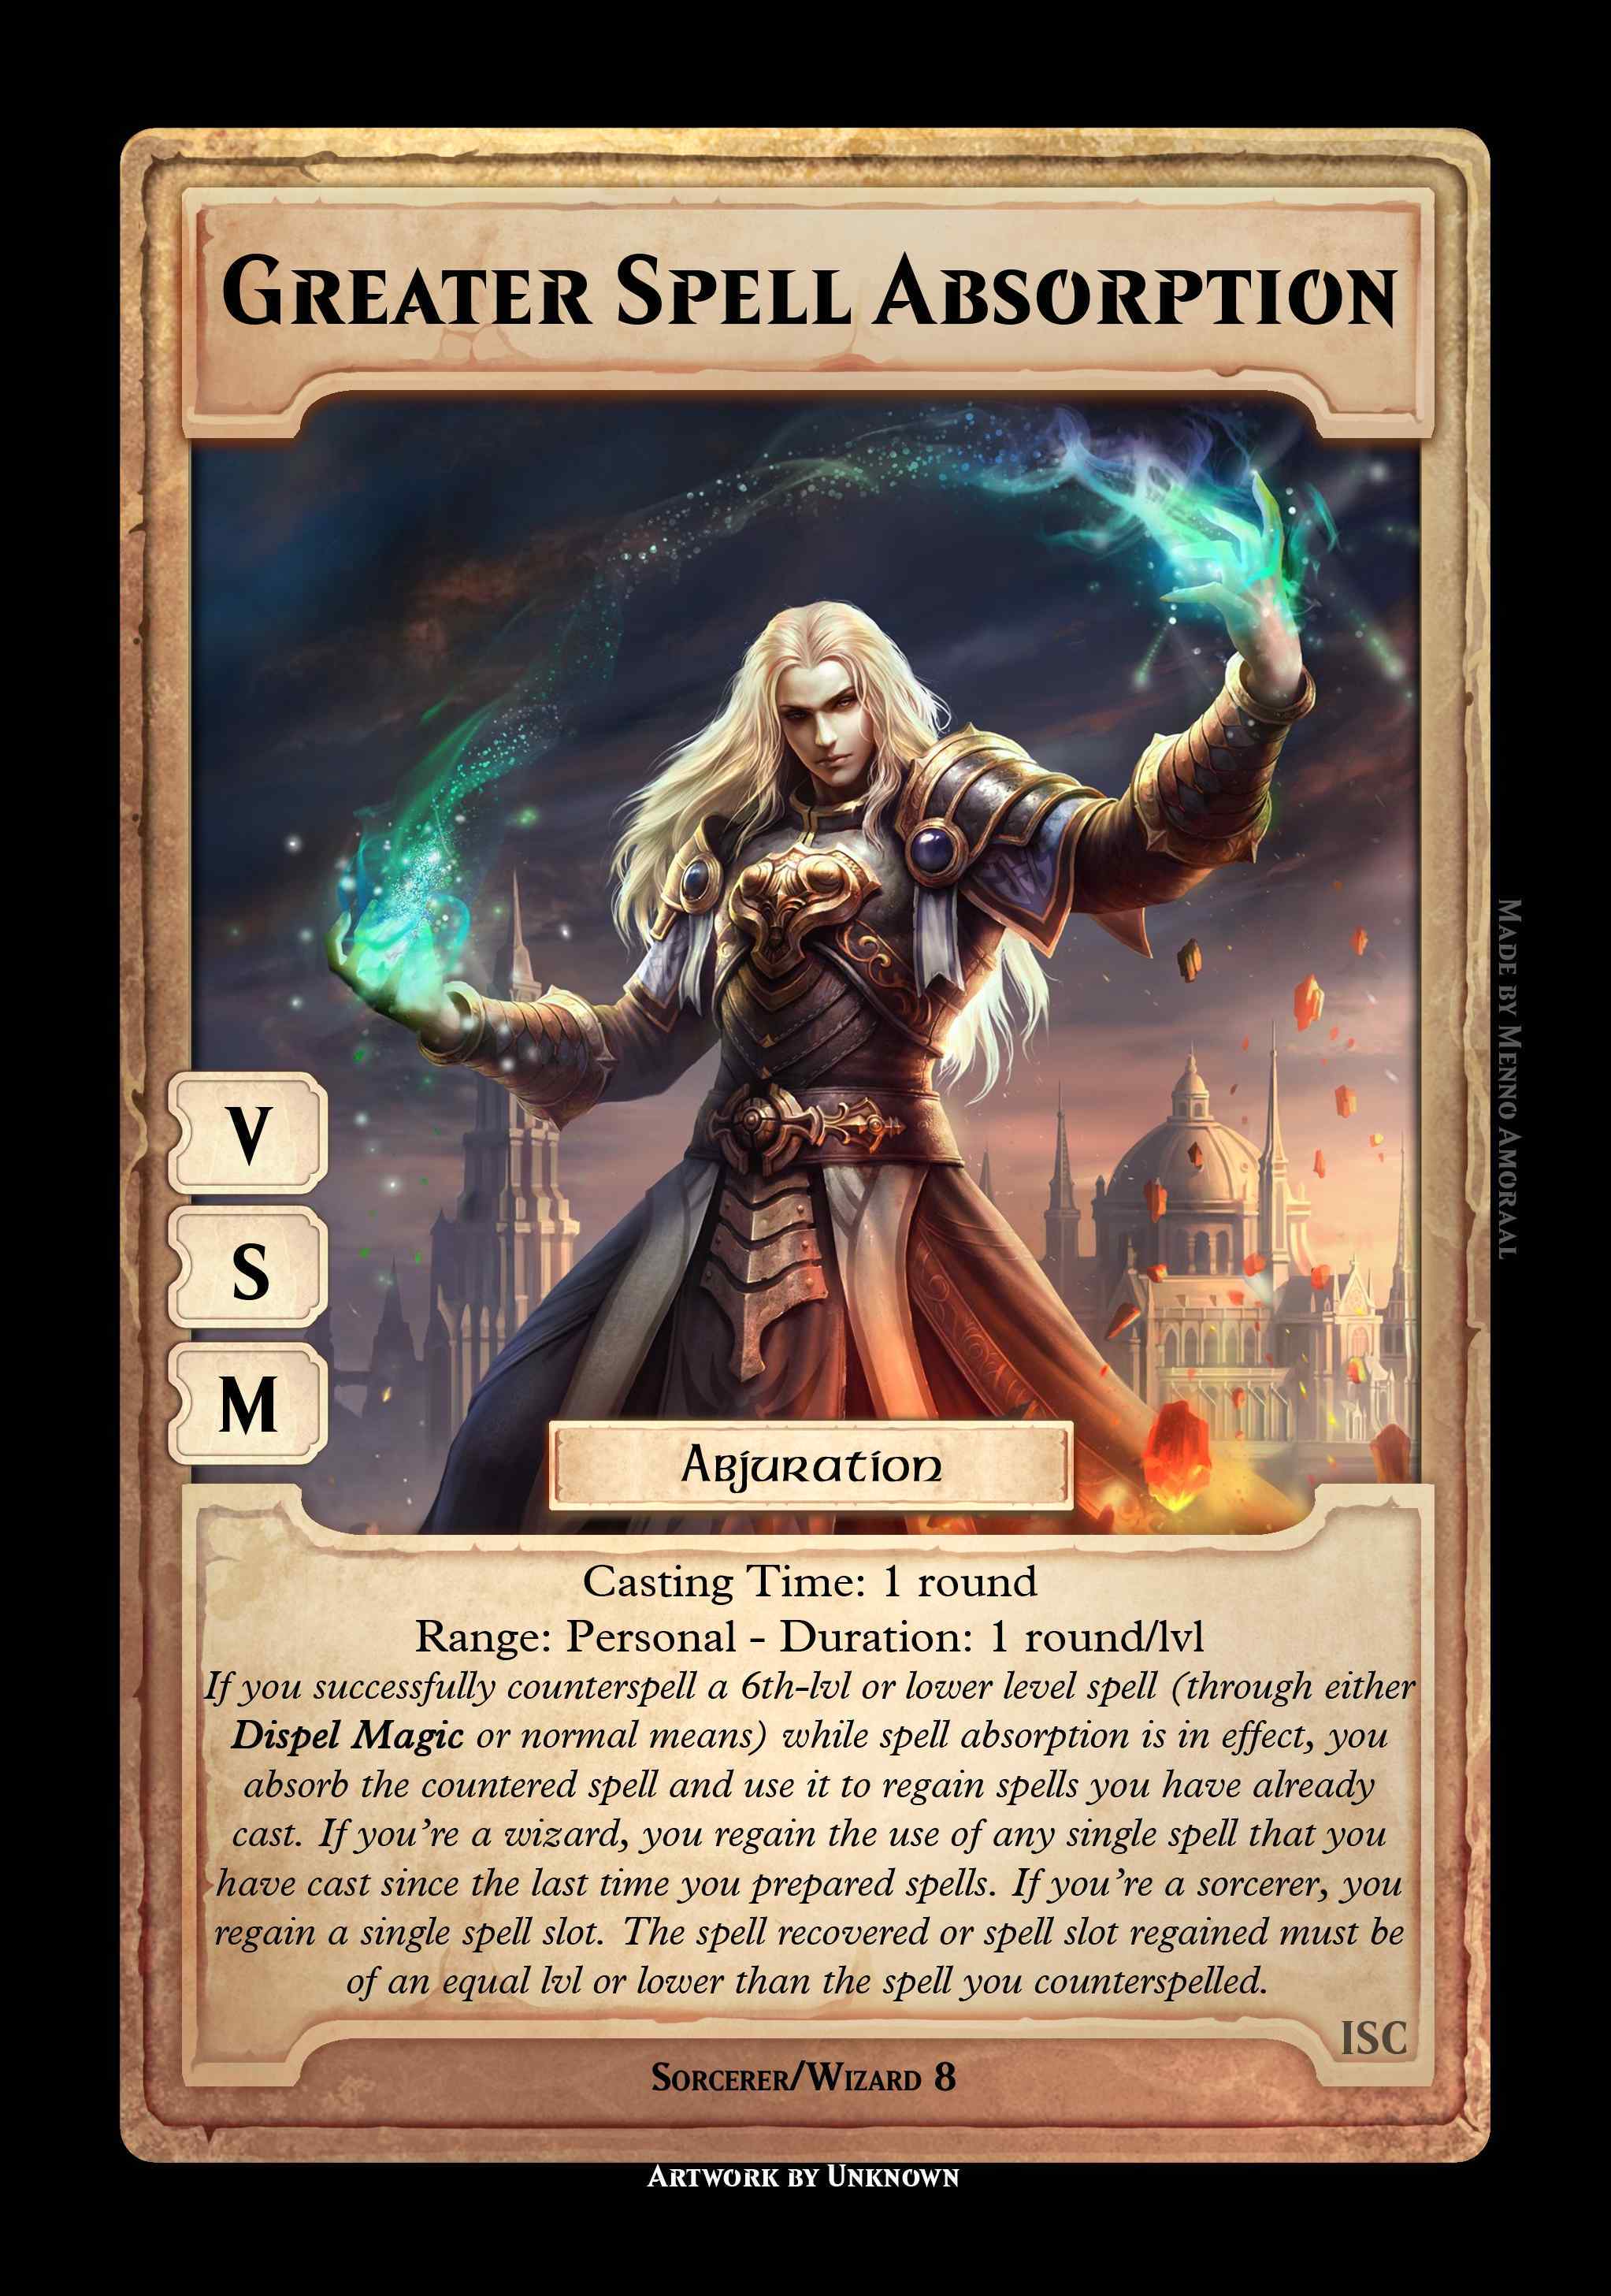 Greater Spell Absorption
V
S
M
Abjuration
Casting Time: 1 round
Range: Personal - Duration: 1 round/lvl
If you successfully counterspell a 6th-lvl or lower level spell (through either
Dispel Magic or normal means) while spell absorption is in effect, you
absorb the countered spell and use it to regain spells you have already
cast. If you're a wizard, you regain the use of any single spell that you
have cast since the last time you prepared spells. If you're a sorcerer, you
regain a single spell slot. The spell recovered or spell slot regained must be
of an equal lvl or lower than the spell you counterspelled.
ISC
Sorcerer/Wizard 8
Artwork by Unknown
Made by Menno Amoraal